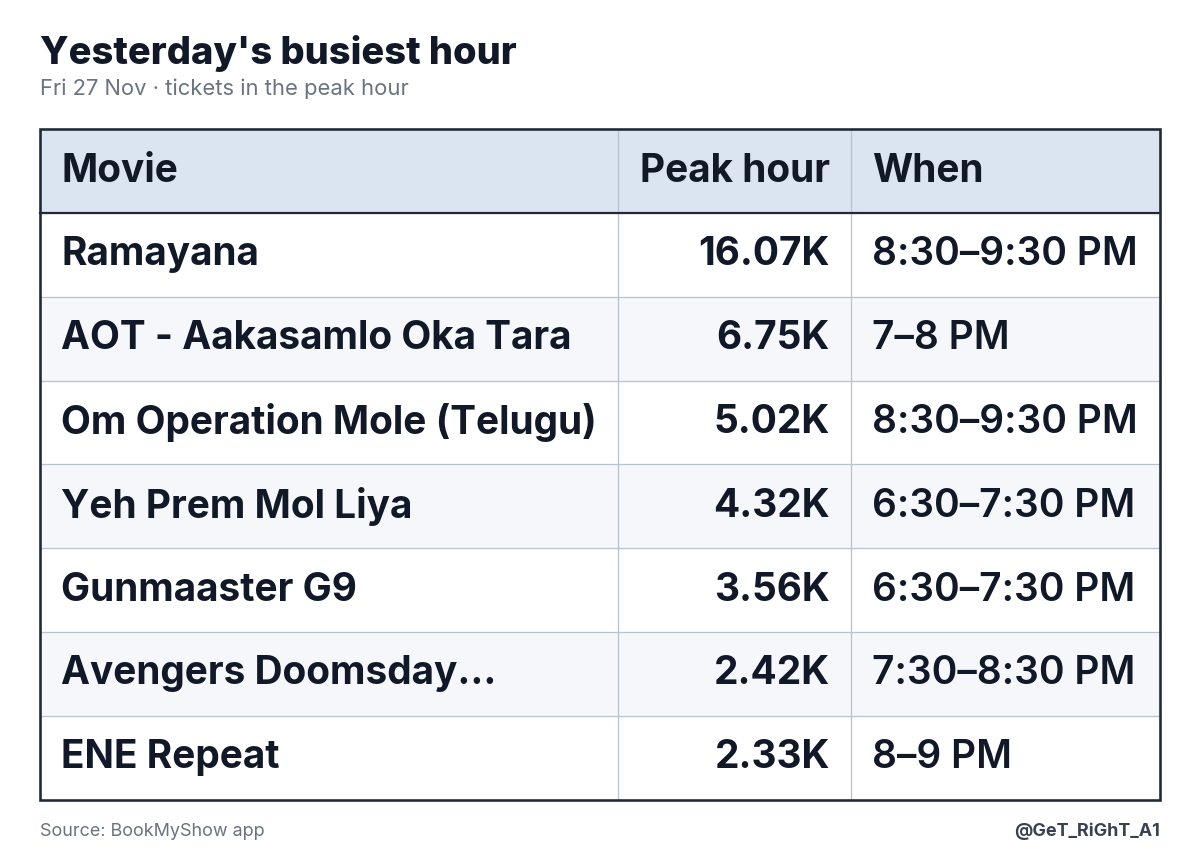 Yesterday's busiest hour
Fri 27 Nov · tickets in the peak hour
Movie Peak hour When
Ramayana 16.07K 8:30–9:30 PM
AOT - Aakasamlo Oka Tara 6.75K 7–8 PM
Om Operation Mole (Telugu) 5.02K 8:30–9:30 PM
Yeh Prem Mol Liya 4.32K 6:30–7:30 PM
Gunmaaster G9 3.56K 6:30–7:30 PM
Avengers Doomsday... 2.42K 7:30–8:30 PM
ENE Repeat 2.33K 8–9 PM
Source: BookMyShow app @GeT_RiGhT_A1